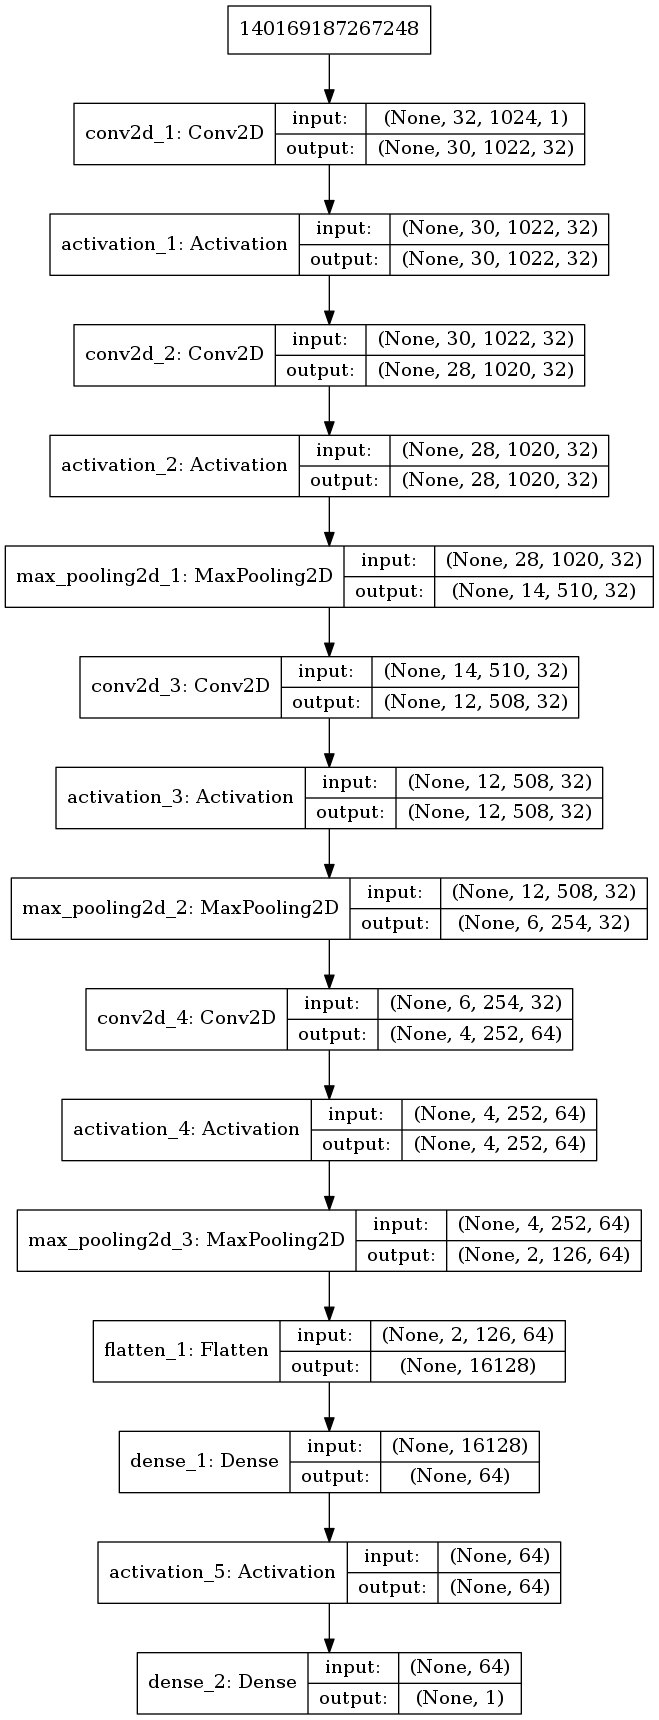 140169187267248
conv2d_1: Conv2D
input: (None, 32, 1024, 1)
output: (None, 30, 1022, 32)
activation_1: Activation
input: (None, 30, 1022, 32)
output: (None, 30, 1022, 32)
conv2d_2: Conv2D
input: (None, 30, 1022, 32)
output: (None, 28, 1020, 32)
activation_2: Activation
input: (None, 28, 1020, 32)
output: (None, 28, 1020, 32)
max_pooling2d_1: MaxPooling2D
input: (None, 28, 1020, 32)
output: (None, 14, 510, 32)
conv2d_3: Conv2D
input: (None, 14, 510, 32)
output: (None, 12, 508, 32)
activation_3: Activation
input: (None, 12, 508, 32)
output: (None, 12, 508, 32)
max_pooling2d_2: MaxPooling2D
input: (None, 12, 508, 32)
output: (None, 6, 254, 32)
conv2d_4: Conv2D
input: (None, 6, 254, 32)
output: (None, 4, 252, 64)
activation_4: Activation
input: (None, 4, 252, 64)
output: (None, 4, 252, 64)
max_pooling2d_3: MaxPooling2D
input: (None, 4, 252, 64)
output: (None, 2, 126, 64)
flatten_1: Flatten
input: (None, 2, 126, 64)
output: (None, 16128)
dense_1: Dense
input: (None, 16128)
output: (None, 64)
activation_5: Activation
input: (None, 64)
output: (None, 64)
dense_2: Dense
input: (None, 64)
output: (None, 1)